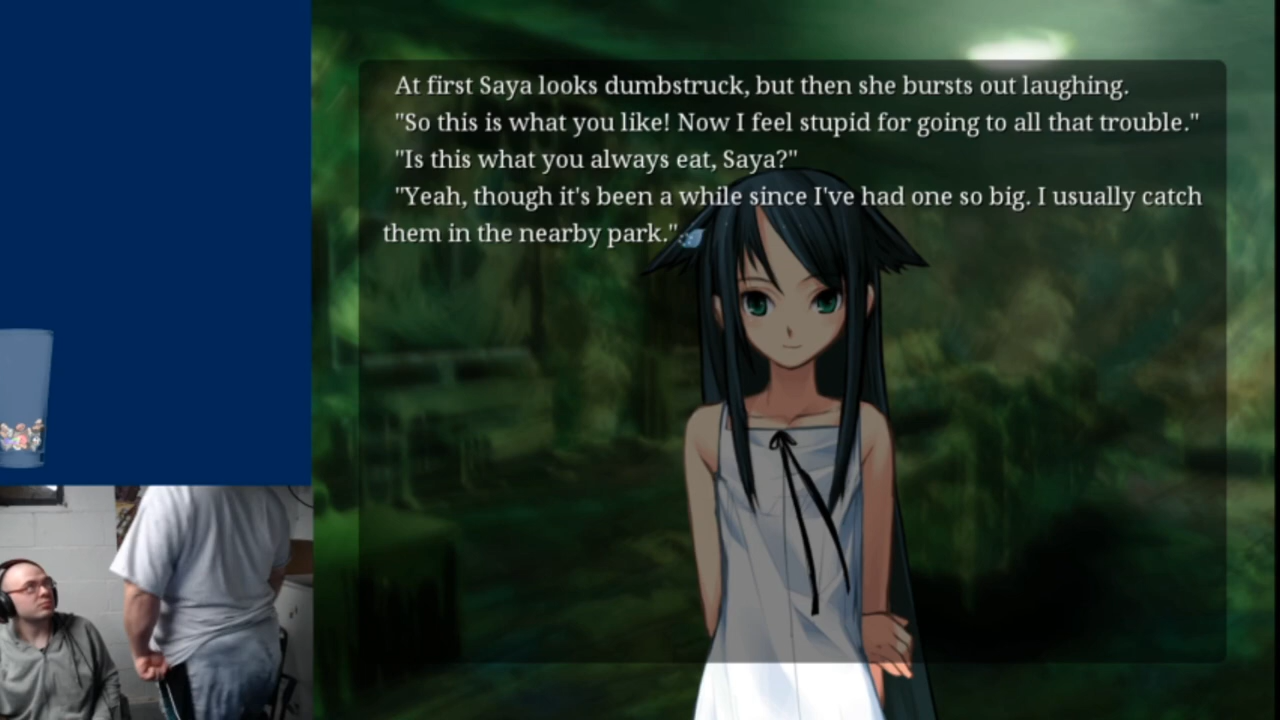 At first Saya looks dumbstruck, but then she bursts out laughing.
"So this is what you like! Now I feel stupid for going to all that trouble."
"Is this what you always eat, Saya?"
"Yeah, though it's been a while since I've had one so big. I usually catch
them in the nearby park."